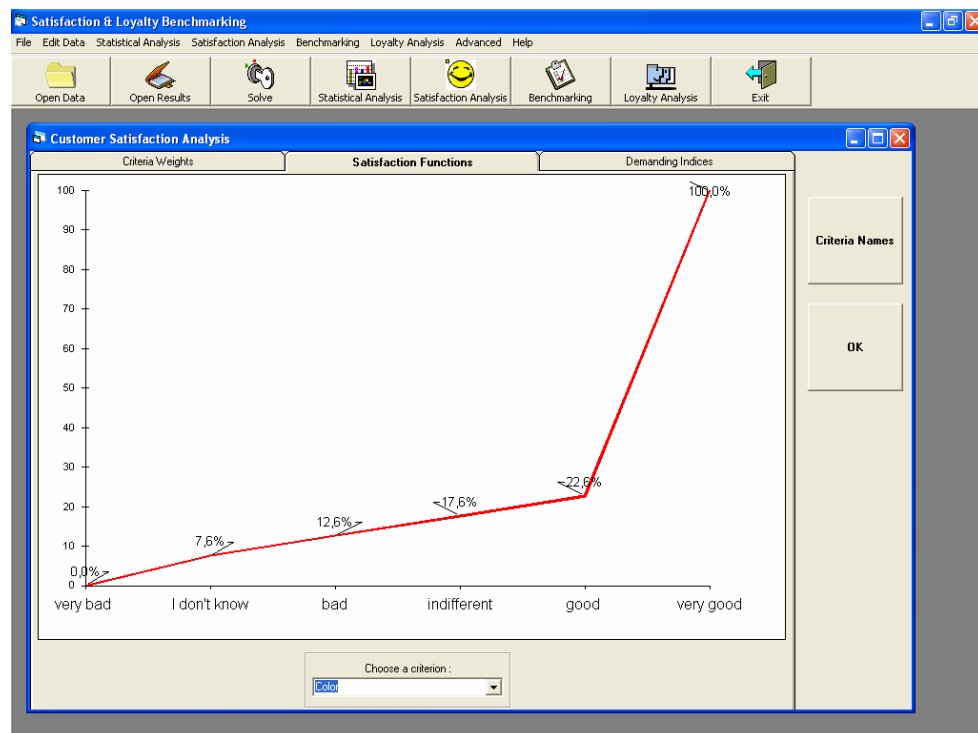 Satisfaction & Loyalty Benchmarking
File Edit Data Statistical Analysis Satisfaction Analysis Benchmarking Loyalty Analysis Advanced Help
Open Data Open Results Solve Statistical Analysis Satisfaction Analysis Benchmarking Loyalty Analysis Exit
Customer Satisfaction Analysis
Criteria Weights Satisfaction Functions Demanding Indices
100
100,0%
90
80
70
60
50
40
30
22,6%
20
17,6%
12,6%
10
7,6%
0,0%
0
very bad I don't know bad indifferent good very good
Criteria Names
OK
Choose a criterion :
Color